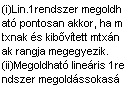 (i)Lin.1rendszer megoldh
ató pontosan akkor, ha m
txnak és kibővített mtxán
ak rangja megegyezik.
(ii)Megoldható lineáris 1re
ndszer megoldássokasá